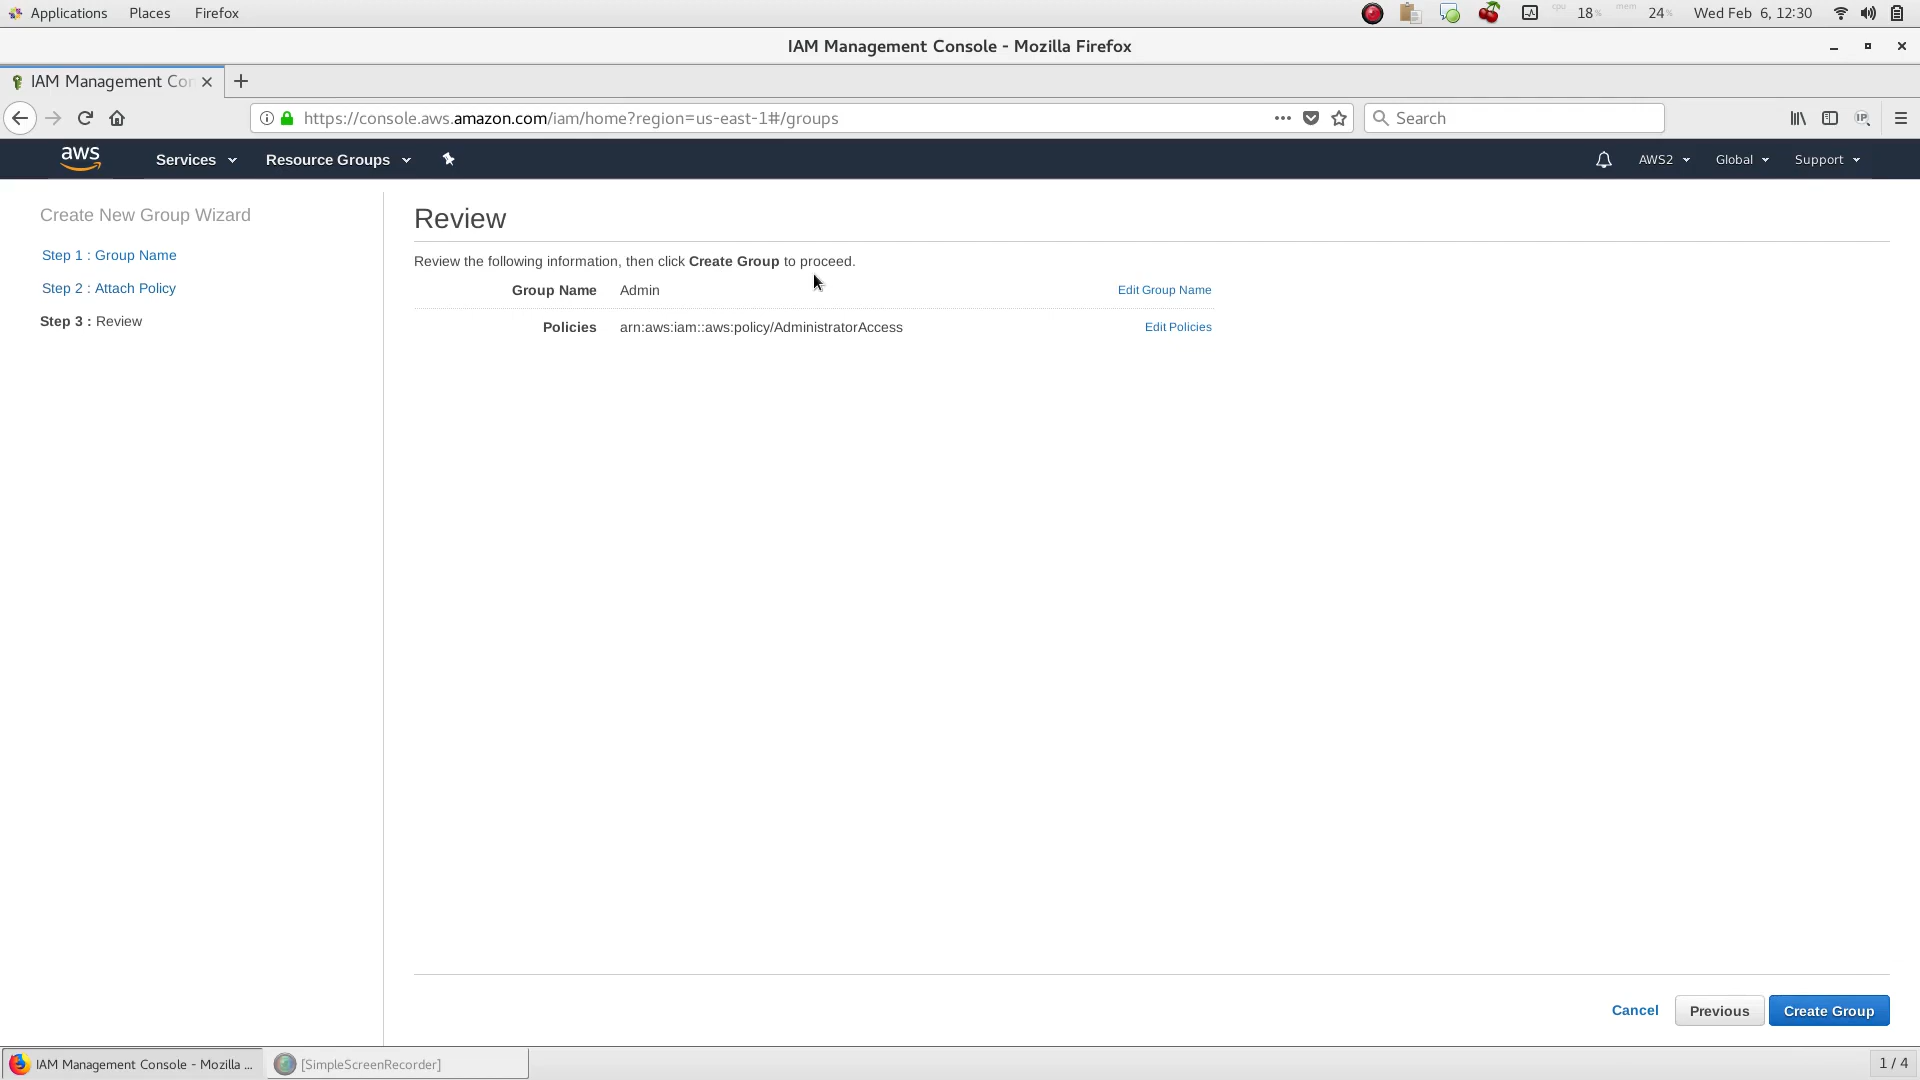 Applications Places Firefox cpu 18% mem 24% Wed Feb 6, 12:30
IAM Management Console - Mozilla Firefox
IAM Management Con
https://console.aws.amazon.com/iam/home?region=us-east-1#/groups
Search
IP
aws Services Resource Groups AWS2 Global Support
Create New Group Wizard
Step 1 : Group Name
Step 2 : Attach Policy
Step 3 : Review
Review
Review the following information, then click Create Group to proceed.
Group Name Admin Edit Group Name
Policies arn:aws:iam::aws:policy/AdministratorAccess Edit Policies
Cancel Previous Create Group
IAM Management Console - Mozilla ... [SimpleScreenRecorder] 1 / 4